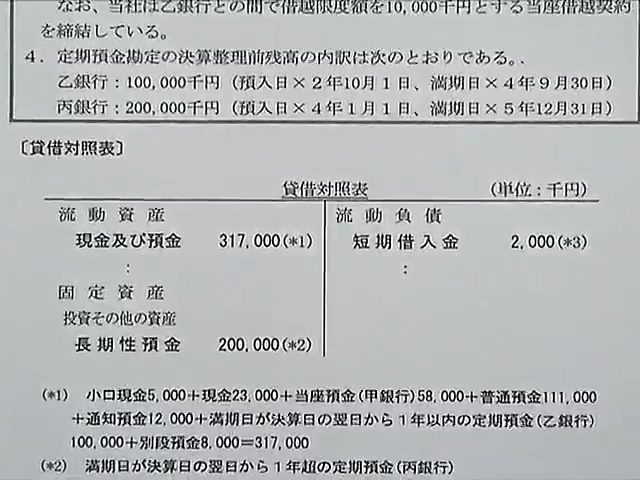 なお、当社は乙銀行との間で借越限度額を10,000千円とする当座借越契約
を締結している。
4．定期預金勘定の決算整理前残高の内訳は次のとおりである。.
乙銀行：100,000千円（預入日×２年10月１日、満期日×４年９月30日）
丙銀行：200,000千円（預入日×４年１月１日、満期日×５年12月31日）
〔貸借対照表〕
貸借対照表 （単位：千円）
流動資産 流動負債
現金及び預金 317,000(*1) 短期借入金 2,000(*3)
： ：
固定資産
投資その他の資産
長期性預金 200,000(*2)
(*1) 小口現金5,000＋現金23,000＋当座預金(甲銀行)58,000＋普通預金111,000
＋通知預金12,000＋満期日が決算日の翌日から１年以内の定期預金(乙銀行)
100,000＋別段預金8,000＝317,000
(*2) 満期日が決算日の翌日から１年超の定期預金(丙銀行)